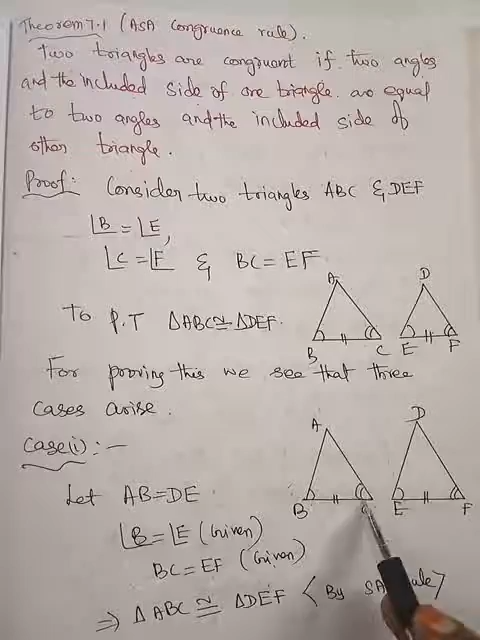 Theorem 7.1 (ASA Congruence rule).
Two triangles are congruent if two angles
and the included side of one triangle are equal
to two angles and the included side of
other triangle.
Proof: Consider two triangles ABC & DEF
∠B = ∠E,
∠C = ∠F & BC = EF
To P.T ΔABC ≅ ΔDEF.
A
B
C
D
E
F
For proving this we see that three
cases arise.
Case(i) :-
Let AB = DE
∠B = ∠E (Given)
BC = EF (Given)
⇒ ΔABC ≅ ΔDEF < By SA
A
B
D
E
F